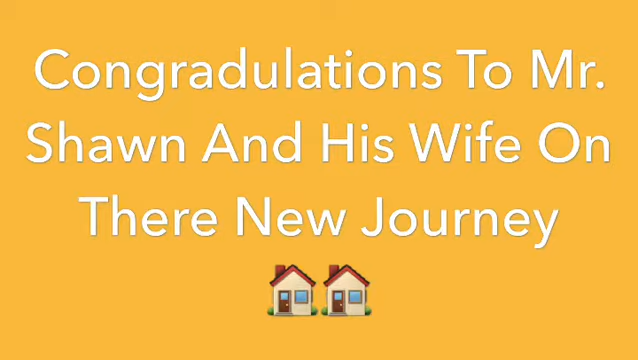 Congradulations To Mr.
Shawn And His Wife On
There New Journey
🏠🏠